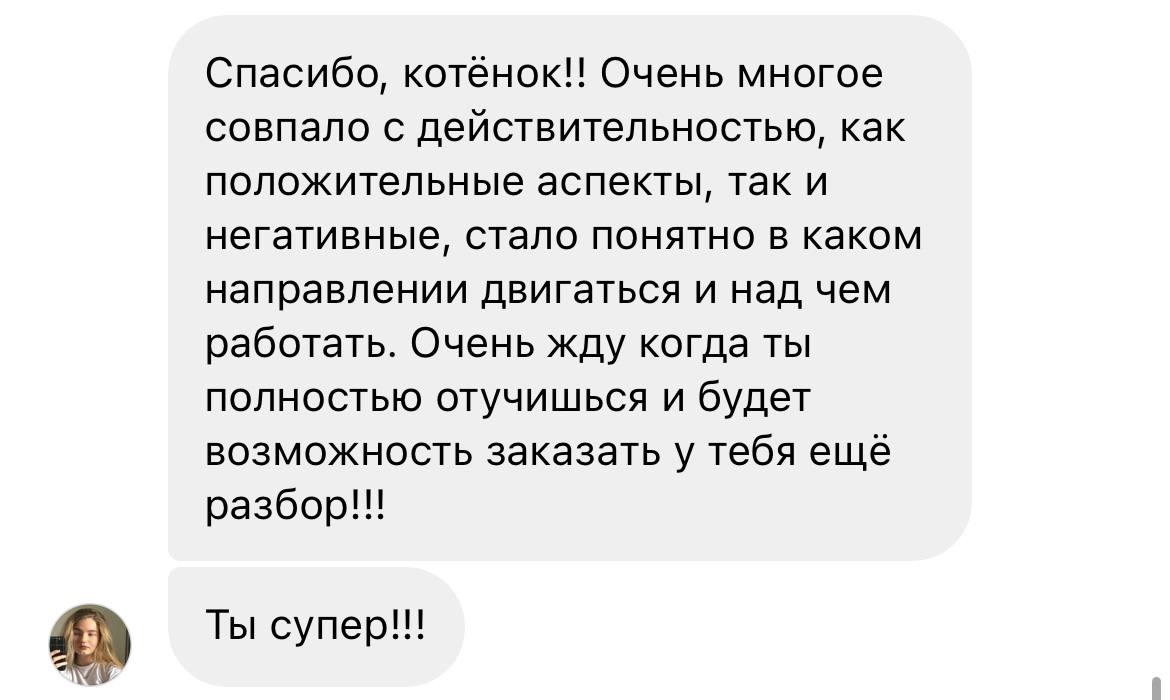 Спасибо, котёнок!! Очень многое
совпало с действительностью, как
положительные аспекты, так и
негативные, стало понятно в каком
направлении двигаться и над чем
работать. Очень жду когда ты
полностью отучишься и будет
возможность заказать у тебя ещё
разбор!!!
Ты супер!!!